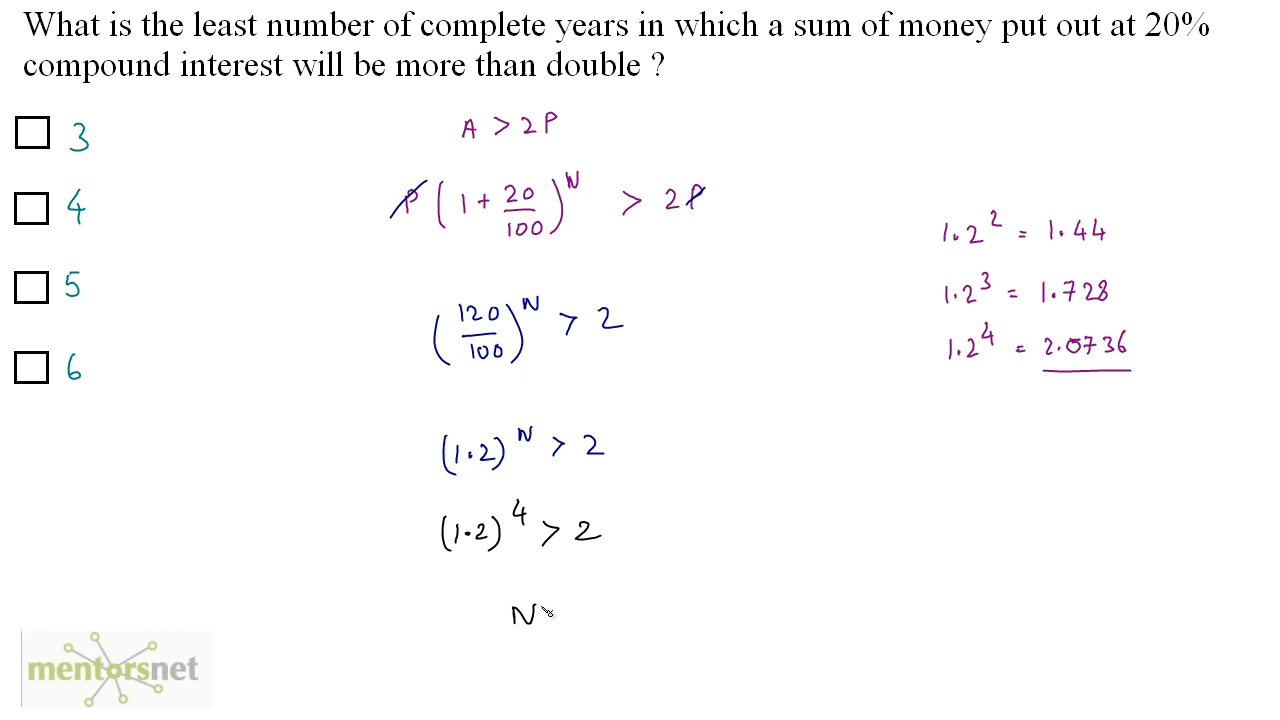 What is the least number of complete years in which a sum of money put out at 20%
compound interest will be more than double ?
3
4
5
6
A > 2P
P(1 + 20/100)^N > 2P
(120/100)^N > 2
(1.2)^N > 2
(1.2)^4 > 2
N
1.2^2 = 1.44
1.2^3 = 1.728
1.2^4 = 2.0736
mentorsnet